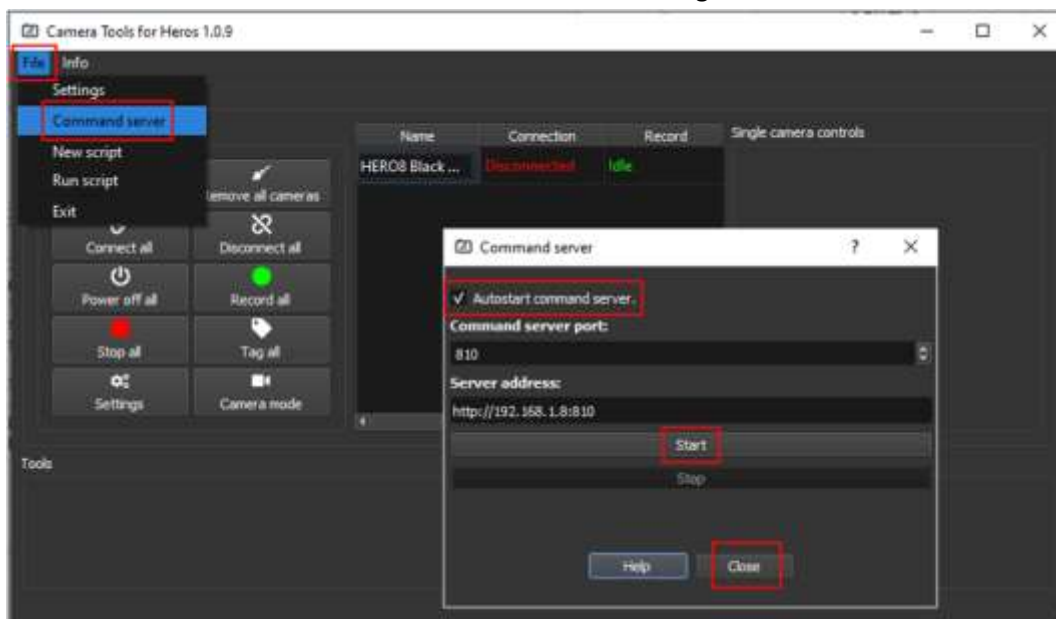 Camera Tools for Heros 1.0.9
File Info
Settings
Command server
New script
Run script
Exit
Remove all cameras
Connect all Disconnect all
Power off all Record all
Stop all Tag all
Settings Camera mode
Name Connection Record
HERO8 Black ... Disconnected Idle
Single camera controls
Tools
Command server ?
Autostart command server.
Command server port:
810
Server address:
http://192.168.1.8:810
Start
Stop
Help Close